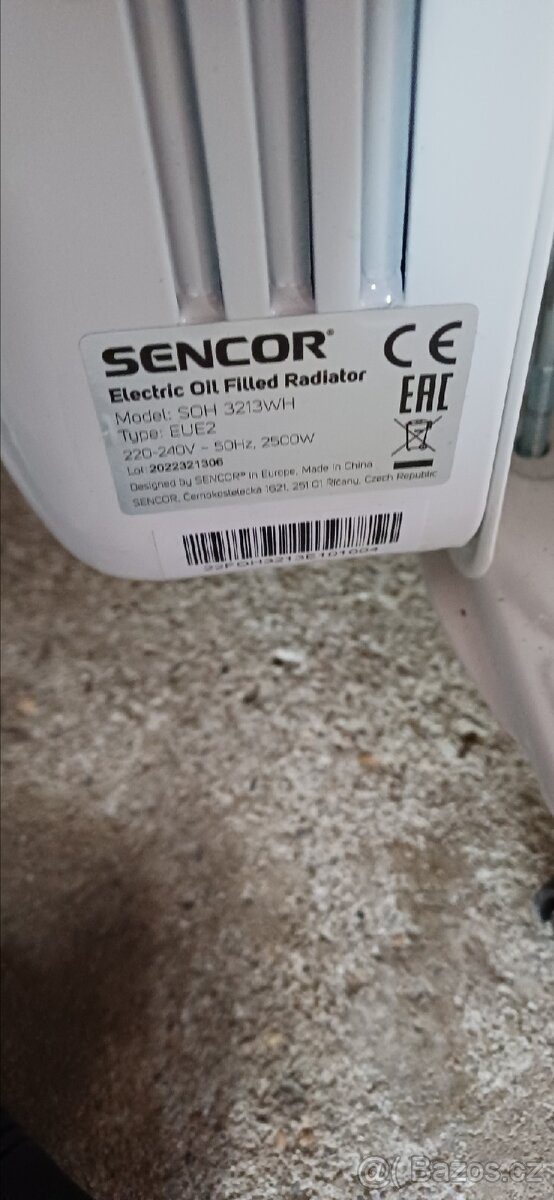 SENCOR®
CE
Electric Oil Filled Radiator
EAC
Model: SOH 3213WH
Type: EUE2
220-240V ~ 50Hz, 2500W
Lot: 2022321306
Designed by SENCOR® in Europe, Made in China
SENCOR, Černokostelecká 1621, 251 01 Říčany, Czech Republic
22FOH3213E101004
@( Bazos.cz